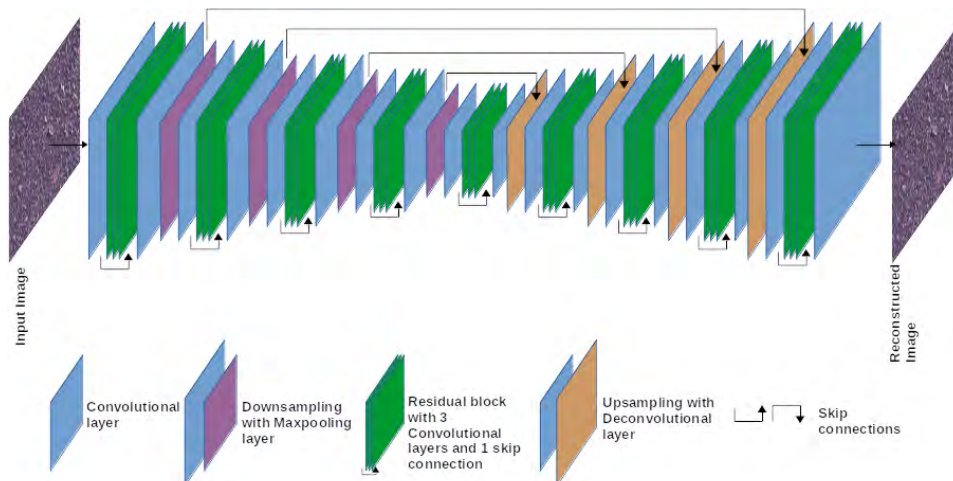 Input Image
Reconstructed
Image
Convolutional
layer
Downsampling
with Maxpooling
layer
Residual block
with 3
Convolutional
layers and 1 skip
connection
Upsampling with
Deconvolutional
layer
Skip
connections